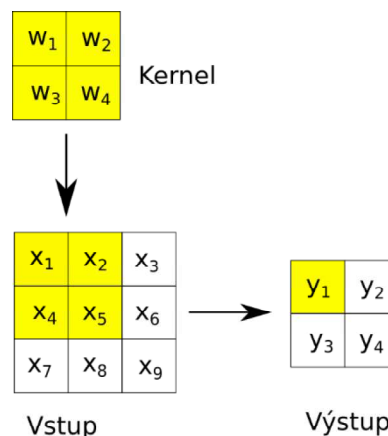 w₁ w₂
w₃ w₄
Kernel
x₁ x₂ x₃
x₄ x₅ x₆
x₇ x₈ x₉
y₁ y₂
y₃ y₄
Vstup
Výstup